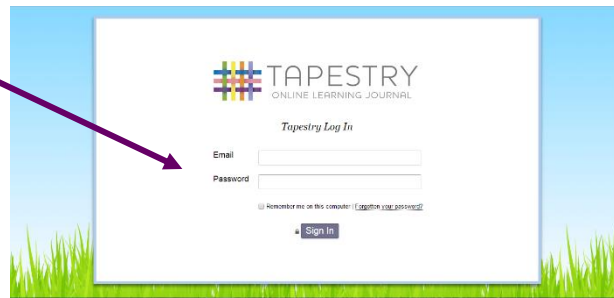 TAPESTRY
ONLINE LEARNING JOURNAL
Tapestry Log In
Email
Password
Remember me on this computer | Forgotten your password?
Sign In